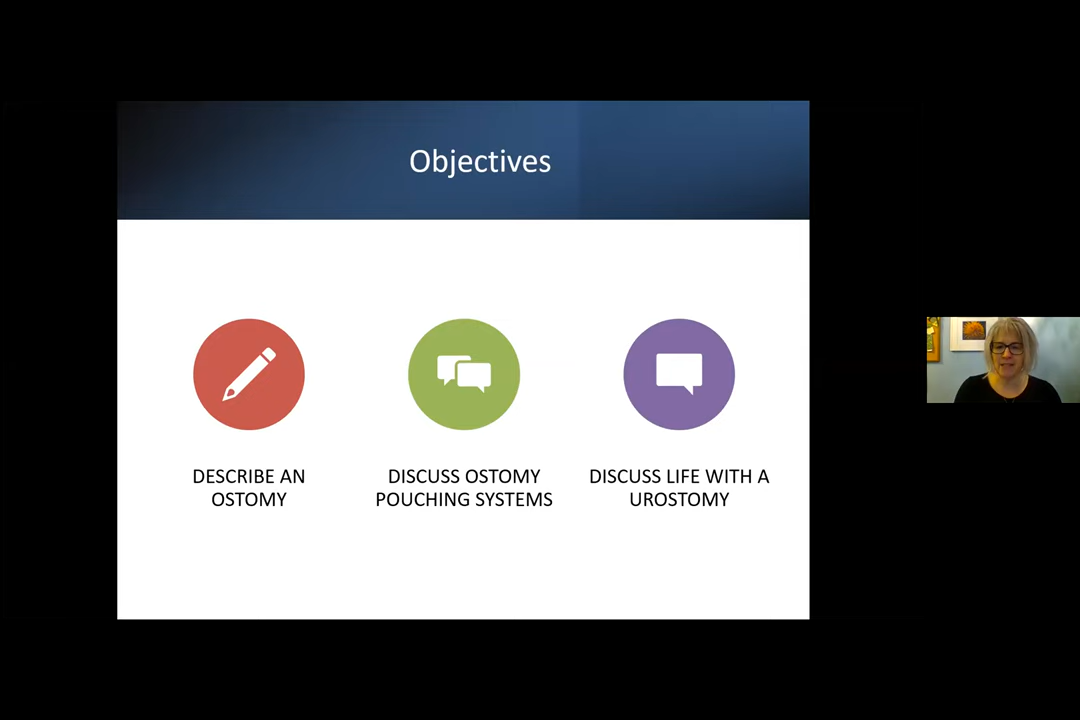 Objectives
DESCRIBE AN
OSTOMY
DISCUSS OSTOMY
POUCHING SYSTEMS
DISCUSS LIFE WITH A
UROSTOMY